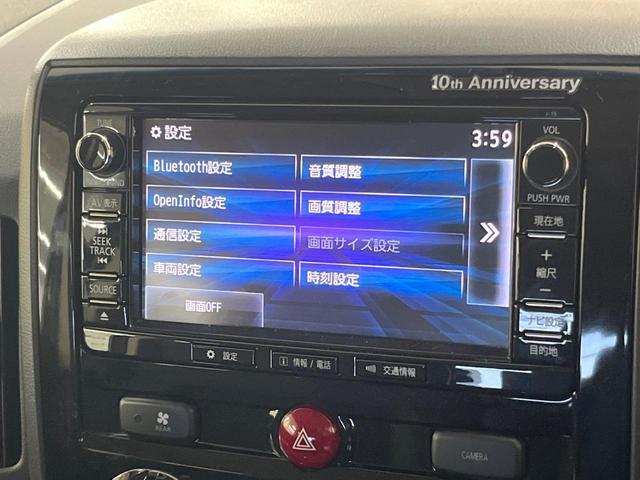 10th Anniversary
TUNE
設定
3:59
VOL
Bluetooth設定
音質調整
PUSH PWR
AV表示
OpenInfo設定
画質調整
現在地
SEEK
TRACK
通信設定
画面サイズ設定
+
縮尺
−
車両設定
時刻設定
SOURCE
画面OFF
ナビ設定
目的地
設定
情報/電話
交通情報
REAR
CAMERA